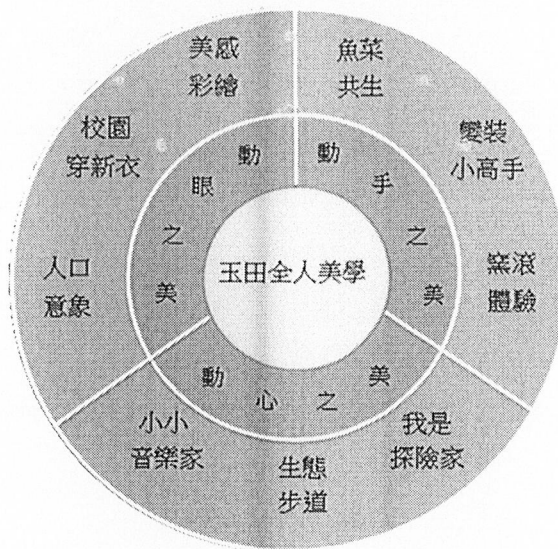 玉田全人美學
動手之美
魚菜
共生
變裝
小高手
窯滾
體驗
動心之美
我是
探險家
生態
步道
小小
音樂家
動眼之美
人口
意象
校園
穿新衣
美感
彩繪